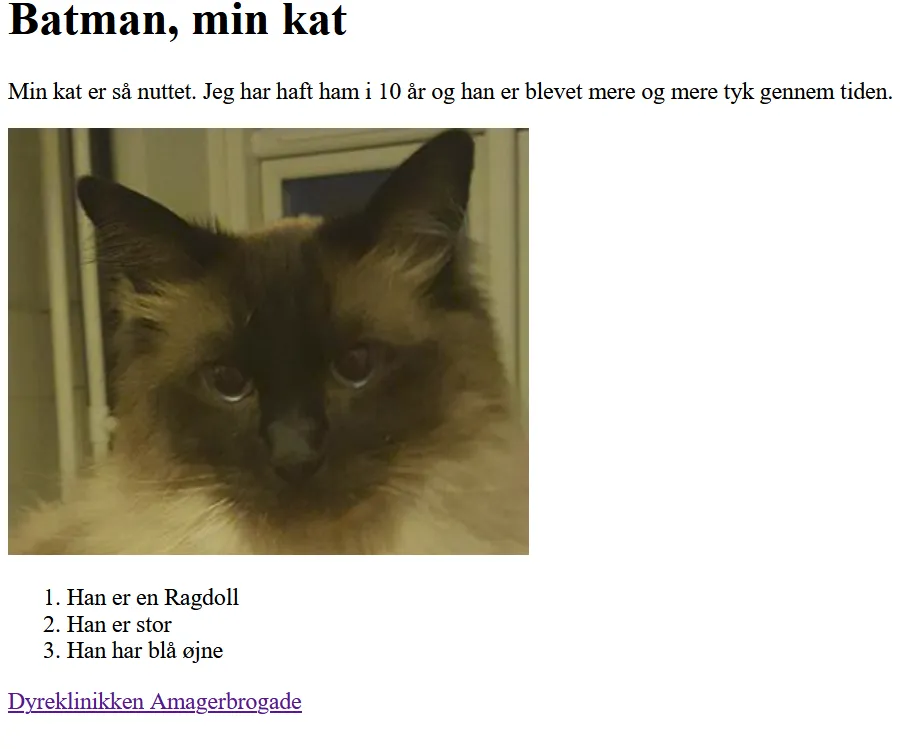 Batman, min kat
Min kat er så nuttet. Jeg har haft ham i 10 år og han er blevet mere og mere tyk gennem tiden.
1. Han er en Ragdoll
2. Han er stor
3. Han har blå øjne
Dyreklinikken Amagerbrogade